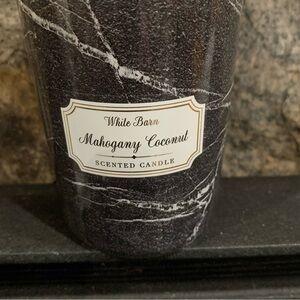 White Barn
Mahogany Coconut
SCENTED CANDLE